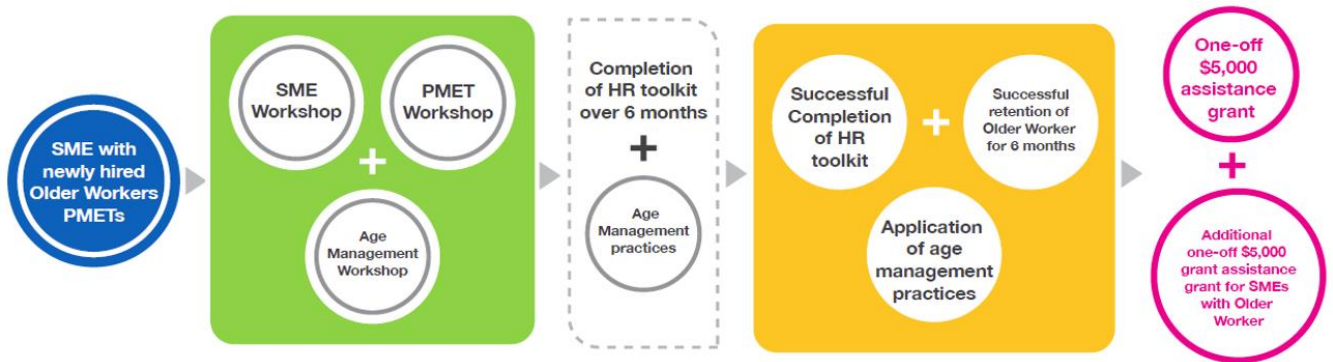 SME with
newly hired
Older Workers
PMETs
SME
Workshop
PMET
Workshop
+
Age
Management
Workshop
Completion
of HR toolkit
over 6 months
+
Age
Management
practices
Successful
Completion
of HR
toolkit
+
Successful
retention of
Older Worker
for 6 months
Application
of age
management
practices
One-off
$5,000
assistance
grant
+
Additional
one-off $5,000
grant assistance
grant for SMEs
with Older
Worker